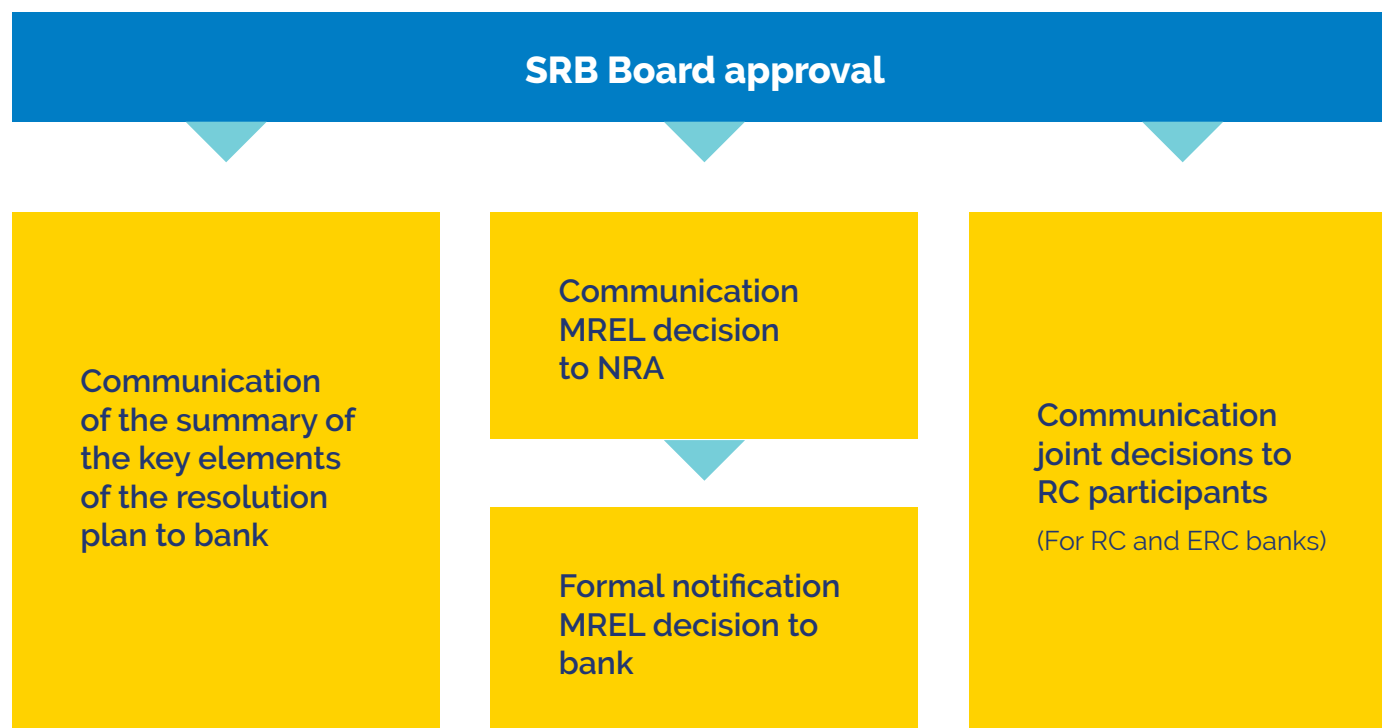 SRB Board approval
Communication
of the summary of
the key elements
of the resolution
plan to bank
Communication
MREL decision
to NRA
Formal notification
MREL decision to
bank
Communication
joint decisions to
RC participants
(For RC and ERC banks)